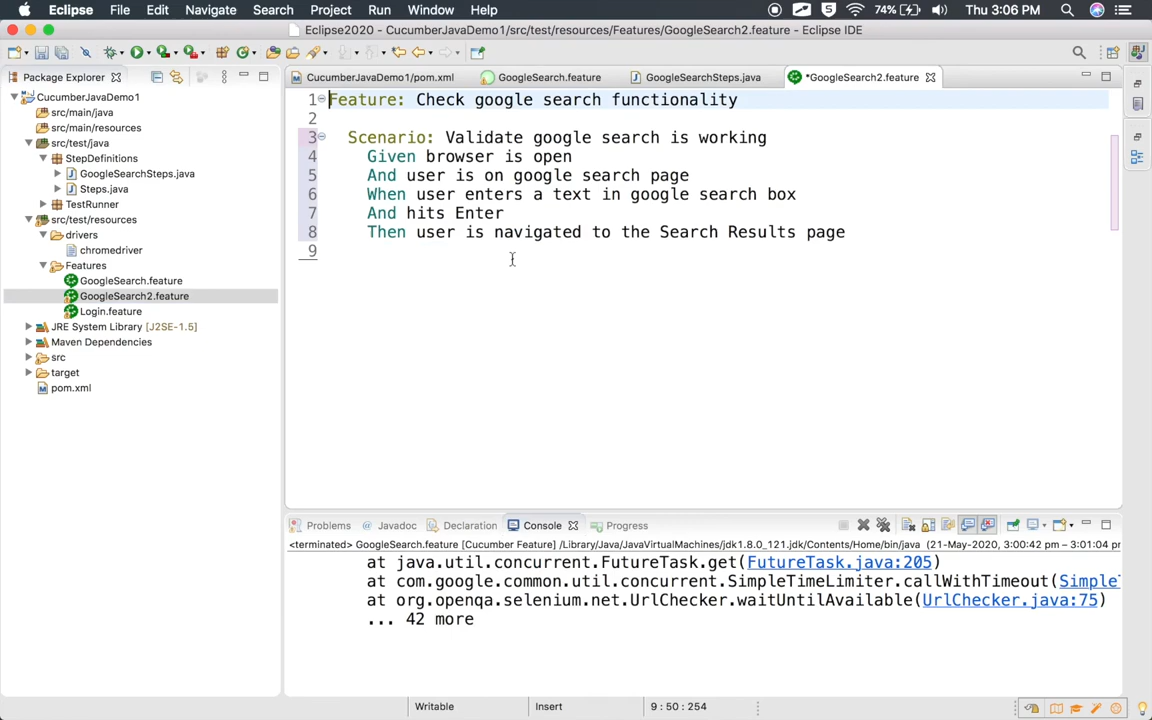 Eclipse File Edit Navigate Search Project Run Window Help 74% Thu 3:06 PM
Eclipse2020 - CucumberJavaDemo1/src/test/resources/Features/GoogleSearch2.feature - Eclipse IDE
Package Explorer
CucumberJavaDemo1/pom.xml GoogleSearch.feature GoogleSearchSteps.java *GoogleSearch2.feature
CucumberJavaDemo1
src/main/java
src/main/resources
src/test/java
StepDefinitions
GoogleSearchSteps.java
Steps.java
TestRunner
src/test/resources
drivers
chromedriver
Features
GoogleSearch.feature
GoogleSearch2.feature
Login.feature
JRE System Library [J2SE-1.5]
Maven Dependencies
src
target
pom.xml
1 Feature: Check google search functionality
2
3 Scenario: Validate google search is working
4 Given browser is open
5 And user is on google search page
6 When user enters a text in google search box
7 And hits Enter
8 Then user is navigated to the Search Results page
9
Problems @ Javadoc Declaration Console Progress
<terminated> GoogleSearch.feature [Cucumber Feature] /Library/Java/JavaVirtualMachines/jdk1.8.0_121.jdk/Contents/Home/bin/java (21-May-2020, 3:00:42 pm – 3:01:04 pm)
at java.util.concurrent.FutureTask.get(FutureTask.java:205)
at com.google.common.util.concurrent.SimpleTimeLimiter.callWithTimeout(Simple
at org.openqa.selenium.net.UrlChecker.waitUntilAvailable(UrlChecker.java:75)
... 42 more
Writable Insert 9 : 50 : 254